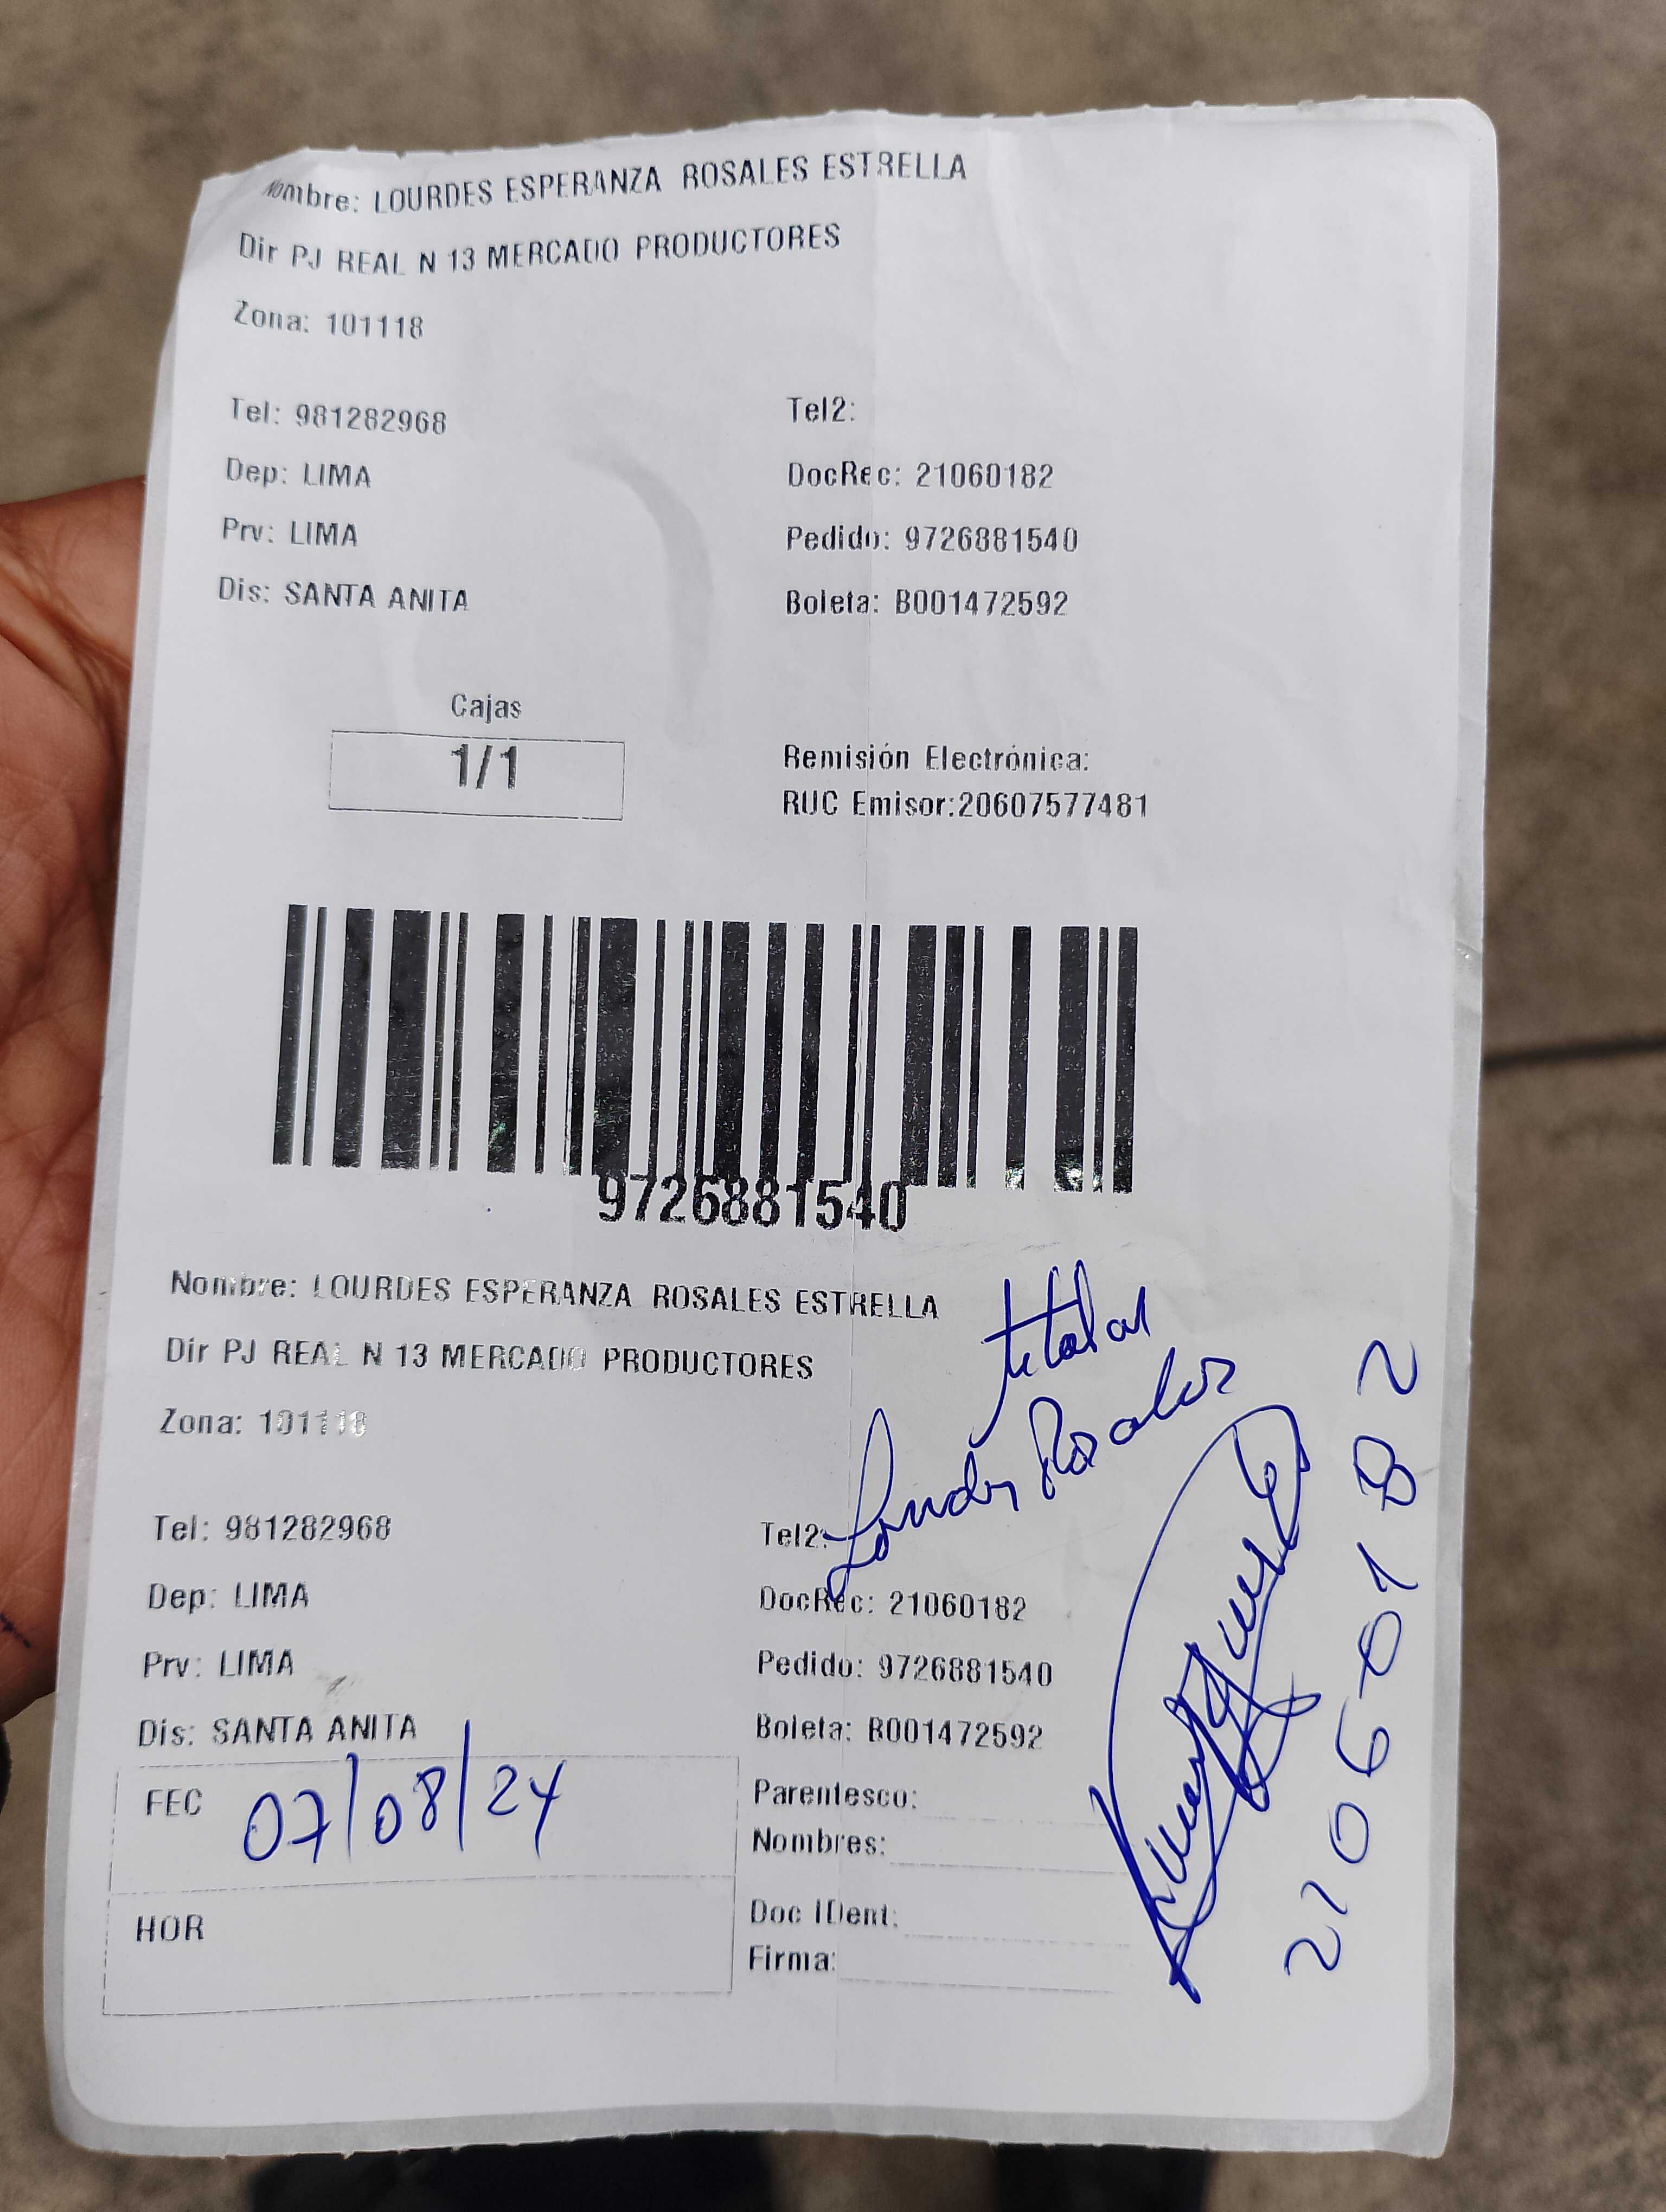 Nombre: LOURDES ESPERANZA ROSALES ESTRELLA
Dir PJ REAL N 13 MERCADO PRODUCTORES
Zona: 101118
Tel: 981282968
Tel2:
Dep: LIMA
DocRec: 21060182
Prv: LIMA
Pedido: 9726881540
Dis: SANTA ANITA
Boleta: B001472592
Cajas
1/1
Remisión Electrónica:
RUC Emisor:20607577481
9726881540
Nombre: LOURDES ESPERANZA ROSALES ESTRELLA
Dir PJ REAL N 13 MERCADO PRODUCTORES
Zona: 101118
titular
Lourdes Rosales
Tel: 981282968
Tel2:
Dep: LIMA
DocRec: 21060182
Prv: LIMA
Pedido: 9726881540
Dis: SANTA ANITA
Boleta: B001472592
FEC 07/08/24
HOR
Parentesco:
Nombres:
Doc IDent:
Firma:
21060182